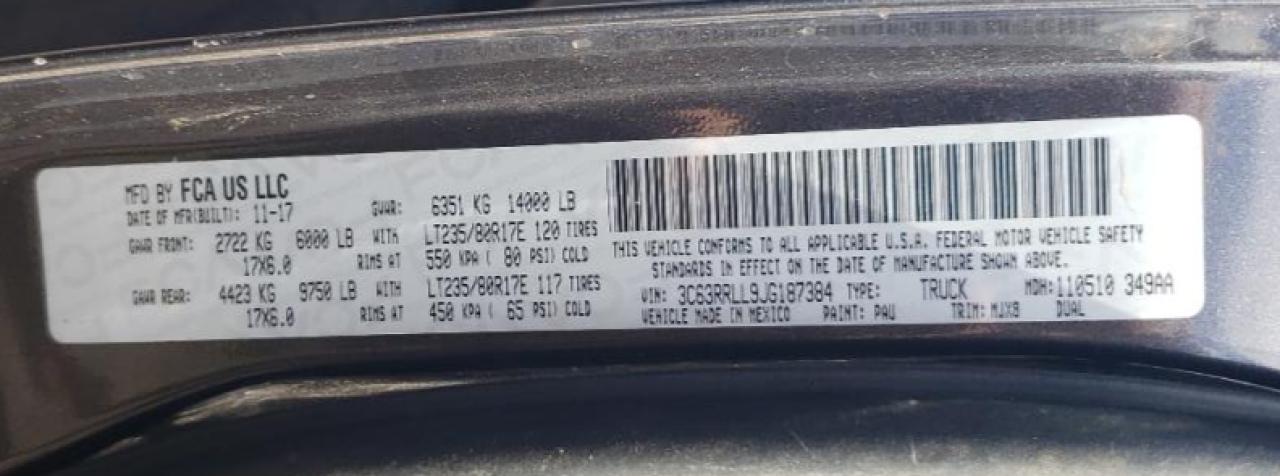 MFD BY FCA US LLC
DATE OF MFR(BUILT): 11-17 GVWR: 6351 KG 14000 LB
GAWR FRONT: 2722 KG 6000 LB WITH LT235/80R17E 120 TIRES
17X6.0 RIMS AT 550 KPA ( 80 PSI) COLD
GAWR REAR: 4423 KG 9750 LB WITH LT235/80R17E 117 TIRES
17X6.0 RIMS AT 450 KPA ( 65 PSI) COLD
THIS VEHICLE CONFORMS TO ALL APPLICABLE U.S.A. FEDERAL MOTOR VEHICLE SAFETY
STANDARDS IN EFFECT ON THE DATE OF MANUFACTURE SHOWN ABOVE.
VIN: 3C63RRLL9JG187384 TYPE: TRUCK MDH: 110510 349AA
VEHICLE MADE IN MEXICO PAINT: PAU TRIM: MJX9 DUAL